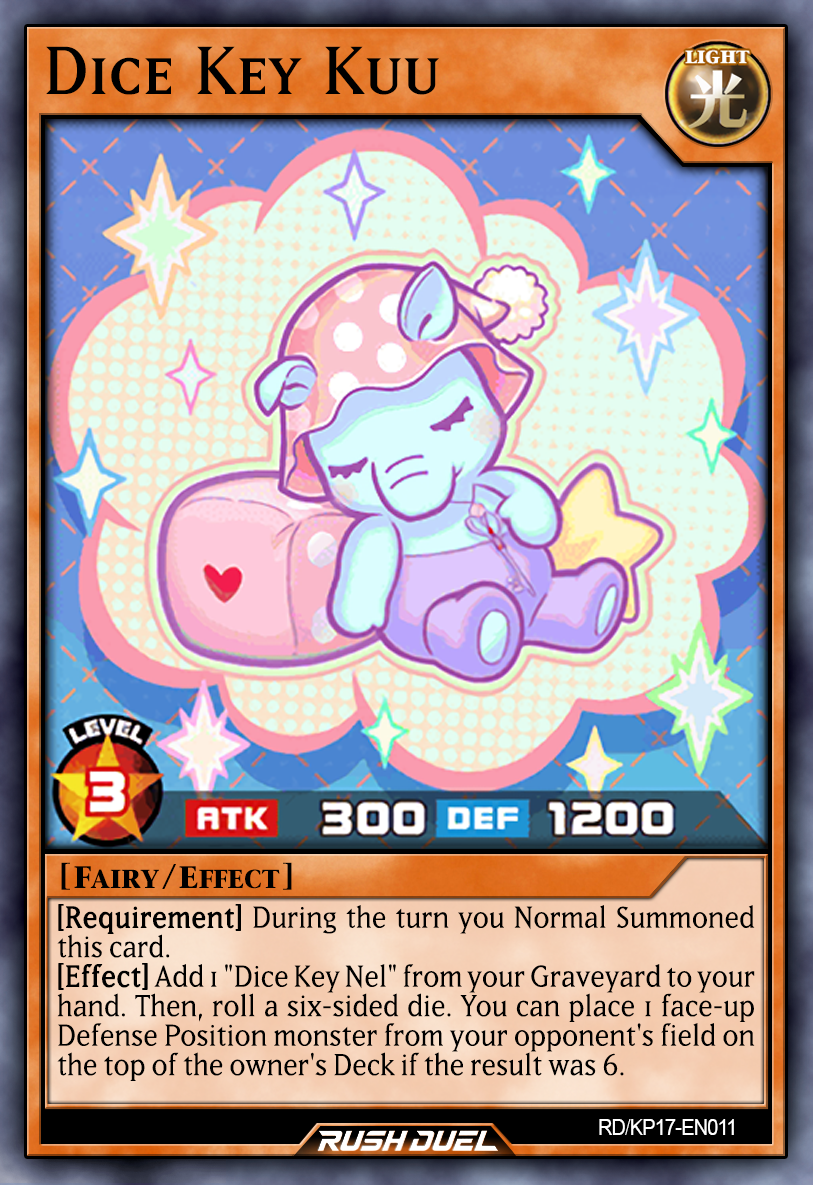 Dice Key Kuu
LIGHT
光
LEVEL
3
ATK 300 DEF 1200
[Fairy/Effect]
[Requirement] During the turn you Normal Summoned
this card.
[Effect] Add 1 "Dice Key Nel" from your Graveyard to your
hand. Then, roll a six-sided die. You can place 1 face-up
Defense Position monster from your opponent's field on
the top of the owner's Deck if the result was 6.
RD/KP17-EN011
RUSH DUEL